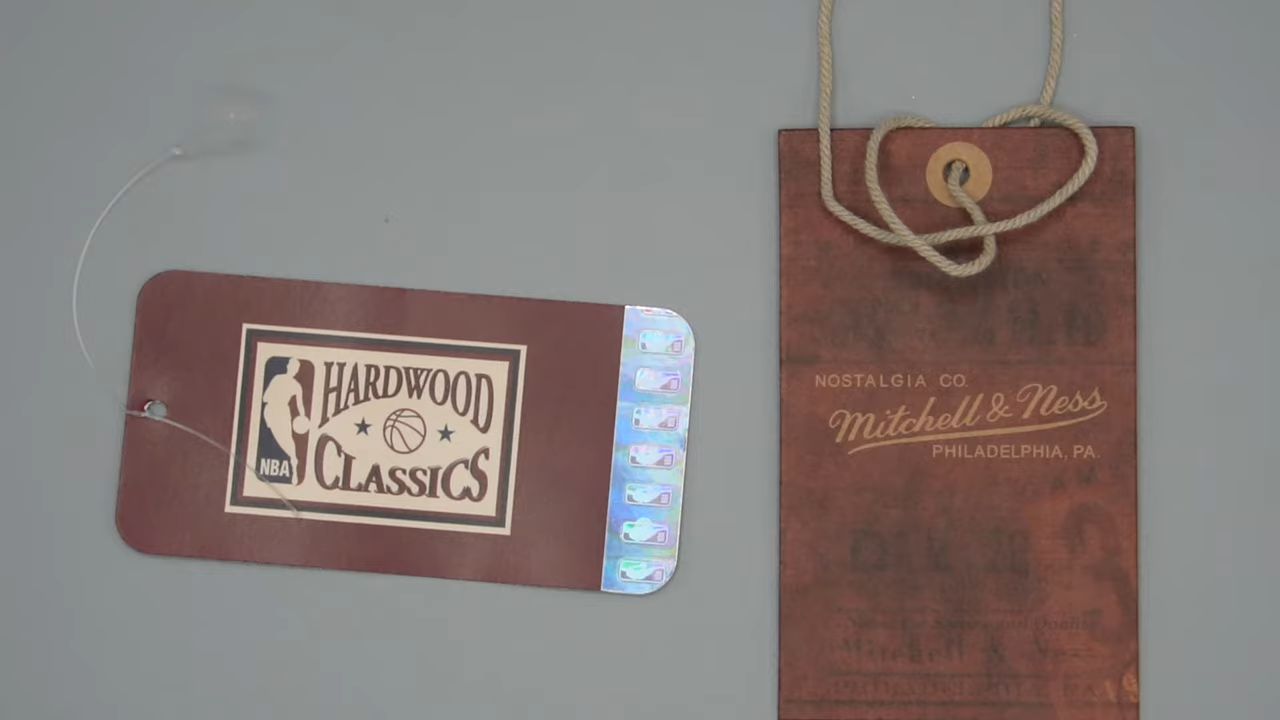 HARDWOOD
CLASSICS
NBA
NOSTALGIA CO.
Mitchell & Ness
PHILADELPHIA, PA.